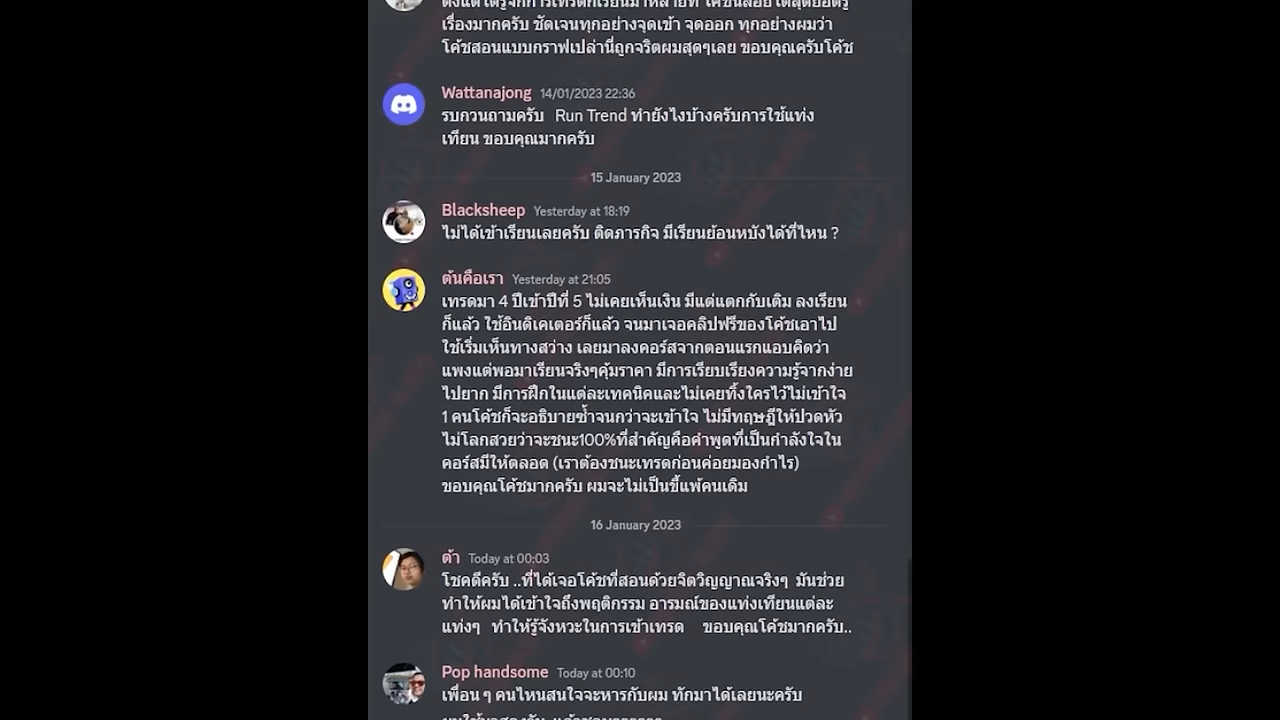 เรื่องมากครับ ชัดเจนทุกอย่างจุดเข้า จุดออก ทุกอย่างผมว่า
โค้ชสอนแบบกราฟเปล่านี่ถูกจริตผมสุดๆเลย ขอบคุณครับโค้ช
Wattanajong 14/01/2023 22:36
รบกวนถามครับ Run Trend ทำยังไงบ้างครับการใช้แท่ง
เทียน ขอบคุณมากครับ
15 January 2023
Blacksheep Yesterday at 18:19
ไม่ได้เข้าเรียนเลยครับ ติดภารกิจ มีเรียนย้อนหบังได้ที่ไหน ?
ต้นคือเรา Yesterday at 21:05
เทรดมา 4 ปีเข้าปีที่ 5 ไม่เคยเห็นเงิน มีแต่แตกกับเติม ลงเรียน
ก็แล้ว ใช้อินดิเคเตอร์ก็แล้ว จนมาเจอคลิปฟรีของโค้ชเอาไป
ใช้เริ่มเห็นทางสว่าง เลยมาลงคอร์สจากตอนแรกแอบคิดว่า
แพงแต่พอมาเรียนจริงๆคุ้มราคา มีการเรียบเรียงความรู้จากง่าย
ไปยาก มีการฝึกในแต่ละเทคนิคและไม่เคยทิ้งใครไว้ไม่เข้าใจ
1 คนโค้ชก็จะอธิบายซ้ำจนกว่าจะเข้าใจ ไม่มีทฤษฎีให้ปวดหัว
ไม่โลกสวยว่าจะชนะ100%ที่สำคัญคือคำพูดที่เป็นกำลังใจใน
คอร์สมีให้ตลอด (เราต้องชนะเทรดก่อนค่อยมองกำไร)
ขอบคุณโค้ชมากครับ ผมจะไม่เป็นขี้แพ้คนเดิม
16 January 2023
ต้า Today at 00:03
โชคดีครับ ..ที่ได้เจอโค้ชที่สอนด้วยจิตวิญญาณจริงๆ มันช่วย
ทำให้ผมได้เข้าใจถึงพฤติกรรม อารมณ์ของแท่งเทียนแต่ละ
แท่งๆ ทำให้รู้จังหวะในการเข้าเทรด ขอบคุณโค้ชมากครับ..
Pop handsome Today at 00:10
เพื่อน ๆ คนไหนสนใจจะหารกับผม ทักมาได้เลยนะครับ